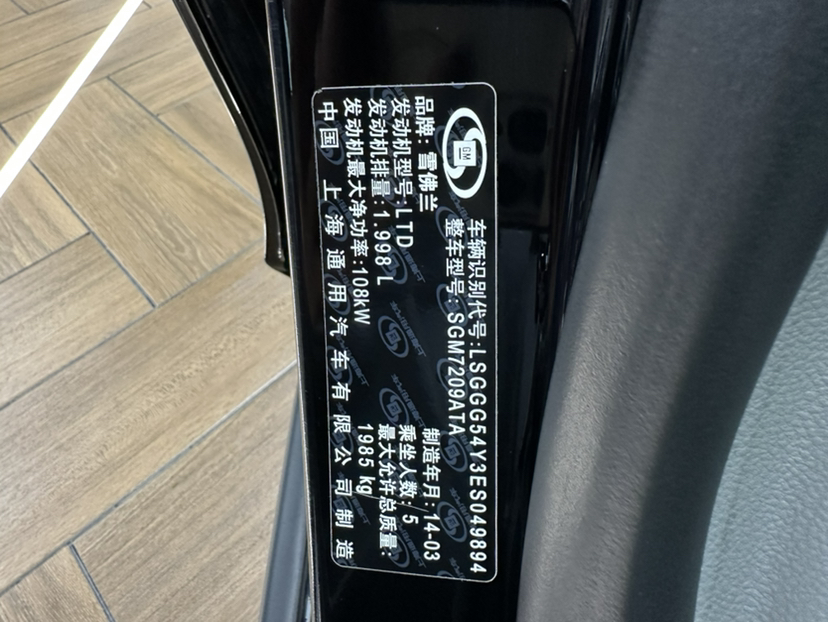 GM
车辆识别代号:LSGGG54Y3ES049894
整车型号:SGM7209ATA
品牌:雪佛兰
制造年月:14-03
发动机型号:LTD
乘坐人数:5
发动机排量:1.998 L
最大允许总质量:
发动机最大净功率:108kW
1985 kg
中国 上海通用汽车有限公司制造